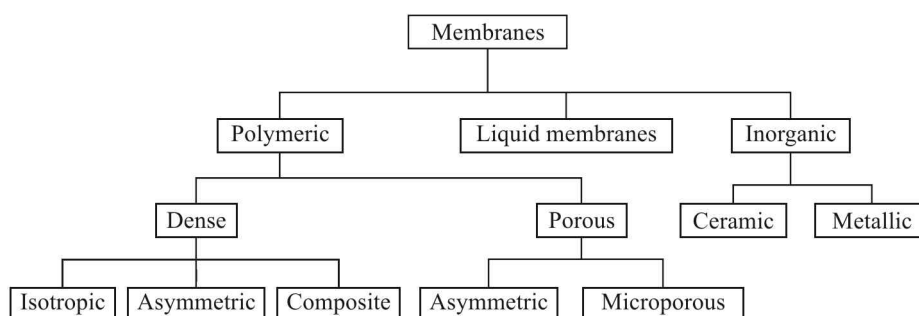 Membranes
Polymeric Liquid membranes Inorganic
Dense Porous Ceramic Metallic
Isotropic Asymmetric Composite Asymmetric Microporous